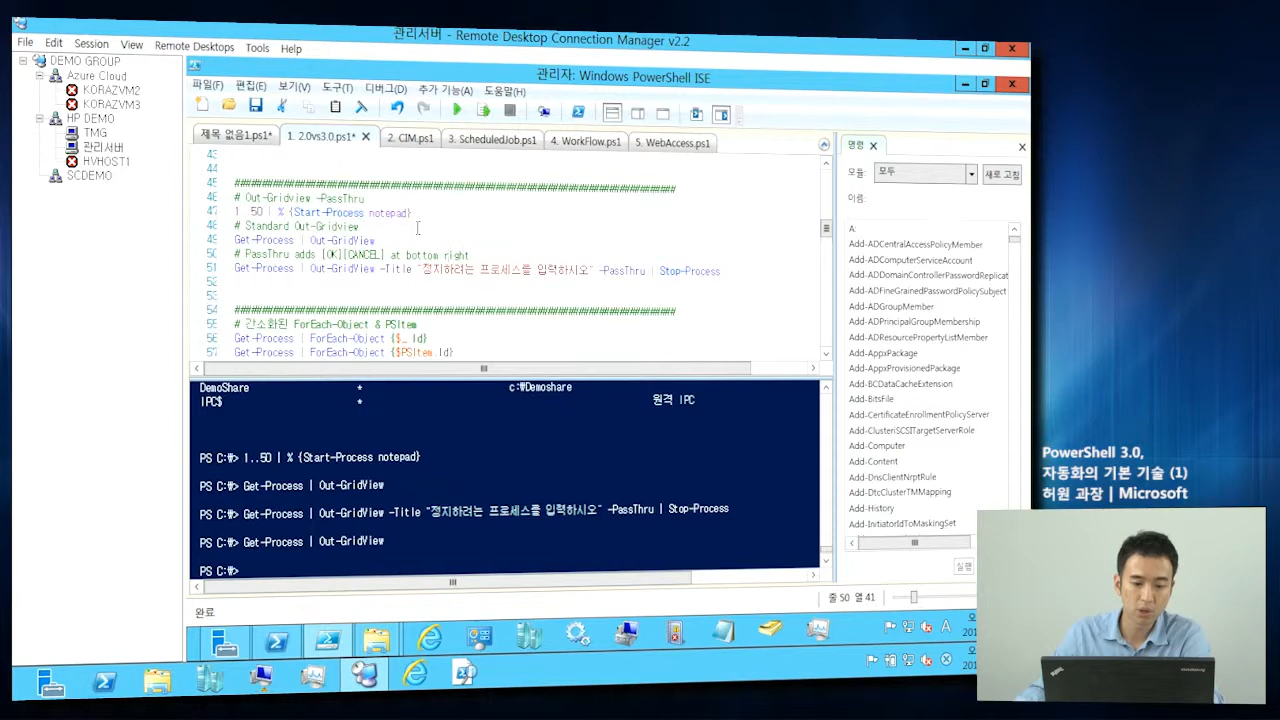 관리서버 - Remote Desktop Connection Manager v2.2
File Edit Session View Remote Desktops Tools Help
DEMO GROUP
Azure Cloud
KORAZVM2
KORAZVM3
HP DEMO
TMG
관리서버
HVHOST1
SCDEMO
관리자: Windows PowerShell ISE
파일(F) 편집(E) 보기(V) 도구(T) 디버그(D) 추가 기능(A) 도움말(H)
제목 없음1.ps1* 1. 2.0vs3.0.ps1* 2. CIM.ps1 3. ScheduledJob.ps1 4. WorkFlow.ps1 5. WebAccess.ps1
43
44
45 ####################################################################
46 # Out-Gridview -PassThru
47 1..50 | % {Start-Process notepad}
48 # Standard Out-Gridview
49 Get-Process | Out-GridView
50 # PassThru adds [OK][CANCEL] at bottom right
51 Get-Process | Out-GridView -Title "정지하려는 프로세스를 입력하시오" -PassThru | Stop-Process
52
53
54 ####################################################################
55 # 간소화된 ForEach-Object & PSItem
56 Get-Process | ForEach-Object {$_.Id}
57 Get-Process | ForEach-Object {$PSItem.Id}
DemoShare * c:\Demoshare
IPC$ * 원격 IPC
PS C:\> 1..50 | % {Start-Process notepad}
PS C:\> Get-Process | Out-GridView
PS C:\> Get-Process | Out-GridView -Title "정지하려는 프로세스를 입력하시오" -PassThru | Stop-Process
PS C:\> Get-Process | Out-GridView
PS C:\>
완료
줄 50 열 41
명령
모듈: 모두 새로 고침
이름:
A:
Add-ADCentralAccessPolicyMember
Add-ADComputerServiceAccount
Add-ADDomainControllerPasswordReplicat
Add-ADFineGrainedPasswordPolicySubject
Add-ADGroupMember
Add-ADPrincipalGroupMembership
Add-ADResourcePropertyListMember
Add-AppxPackage
Add-AppxProvisionedPackage
Add-BCDataCacheExtension
Add-BitsFile
Add-CertificateEnrollmentPolicyServer
Add-ClusteriSCSITargetServerRole
Add-Computer
Add-Content
Add-DnsClientNrptRule
Add-DtcClusterTMMapping
Add-History
Add-InitiatorIdToMaskingSet
실행
A 오
20
오
20
PowerShell 3.0,
자동화의 기본 기술 (1)
허원 과장 | Microsoft